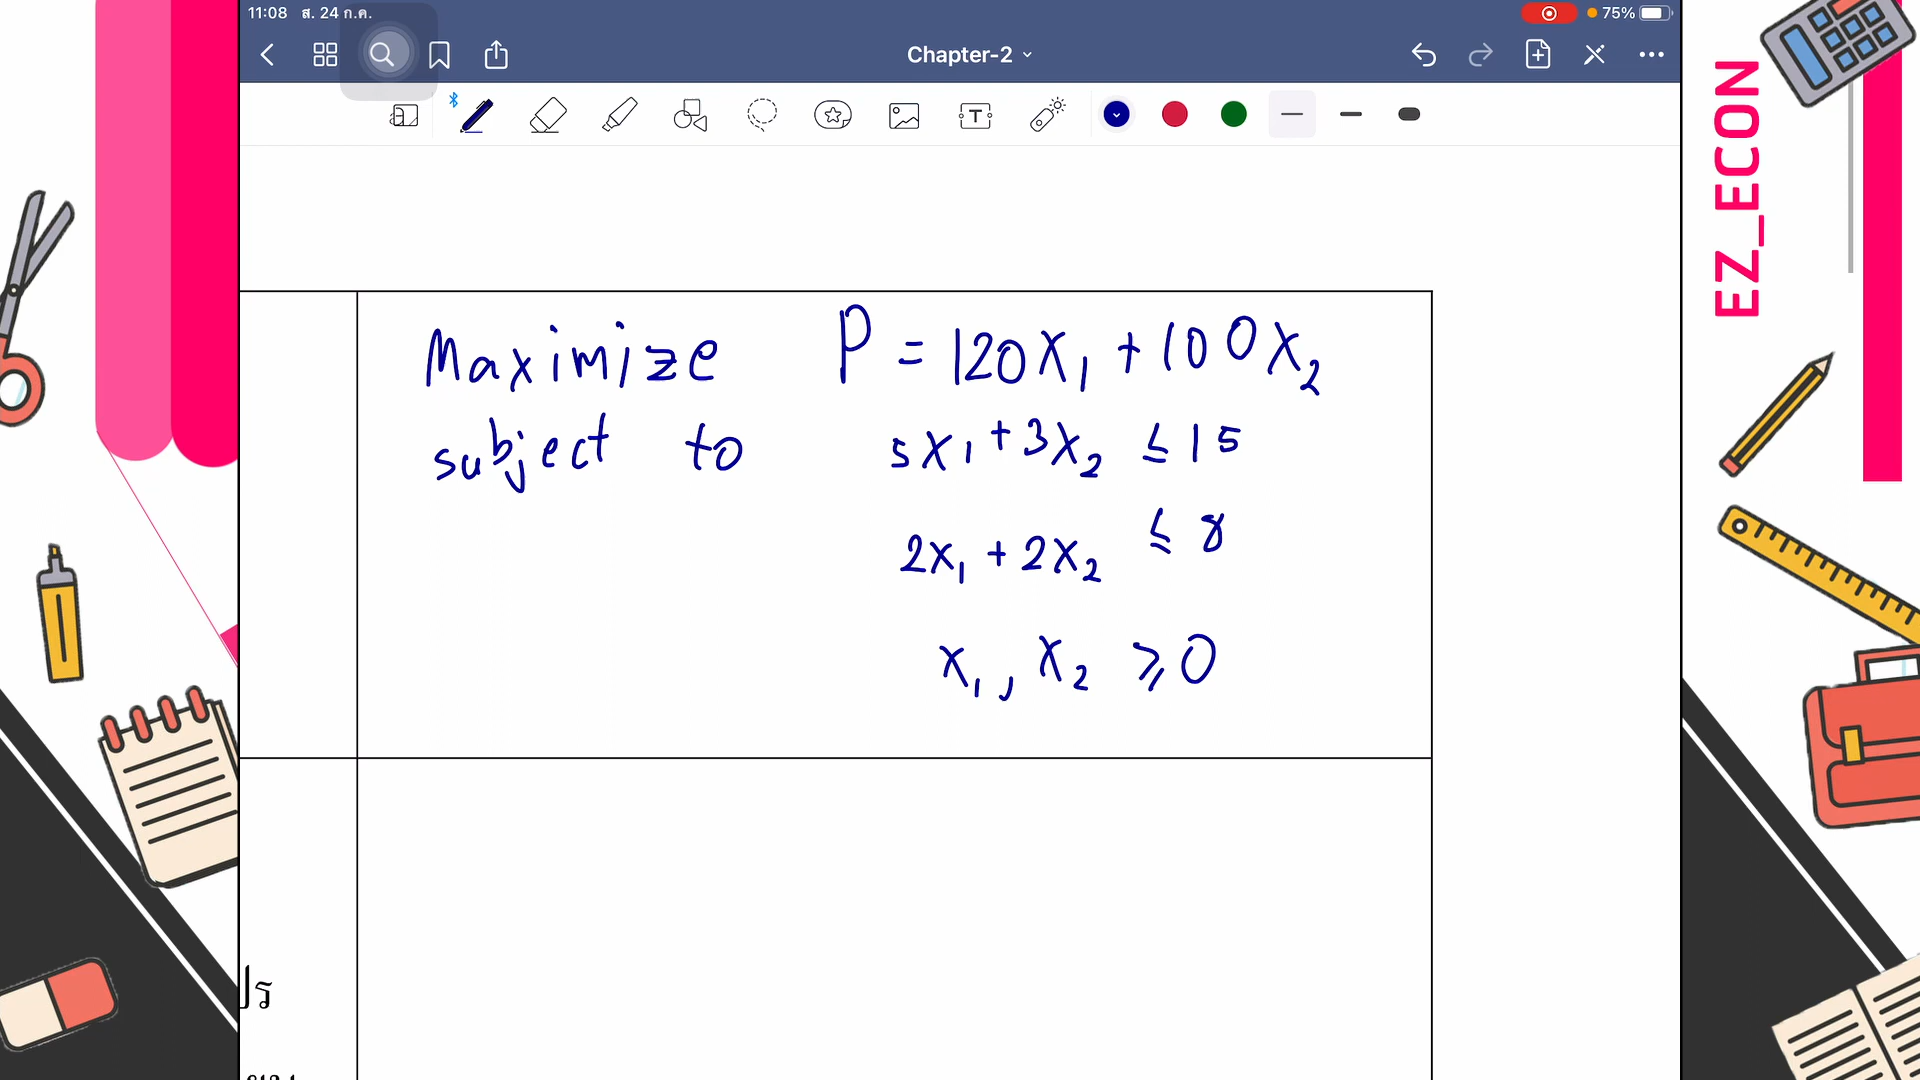 11:08 ส. 24 ก.ค.
75%
Chapter-2
EZ_ECON
Maximize P = 120x₁ + 100x₂
subject to 5x₁ + 3x₂ ≤ 15
2x₁ + 2x₂ ≤ 8
x₁, x₂ ≥ 0